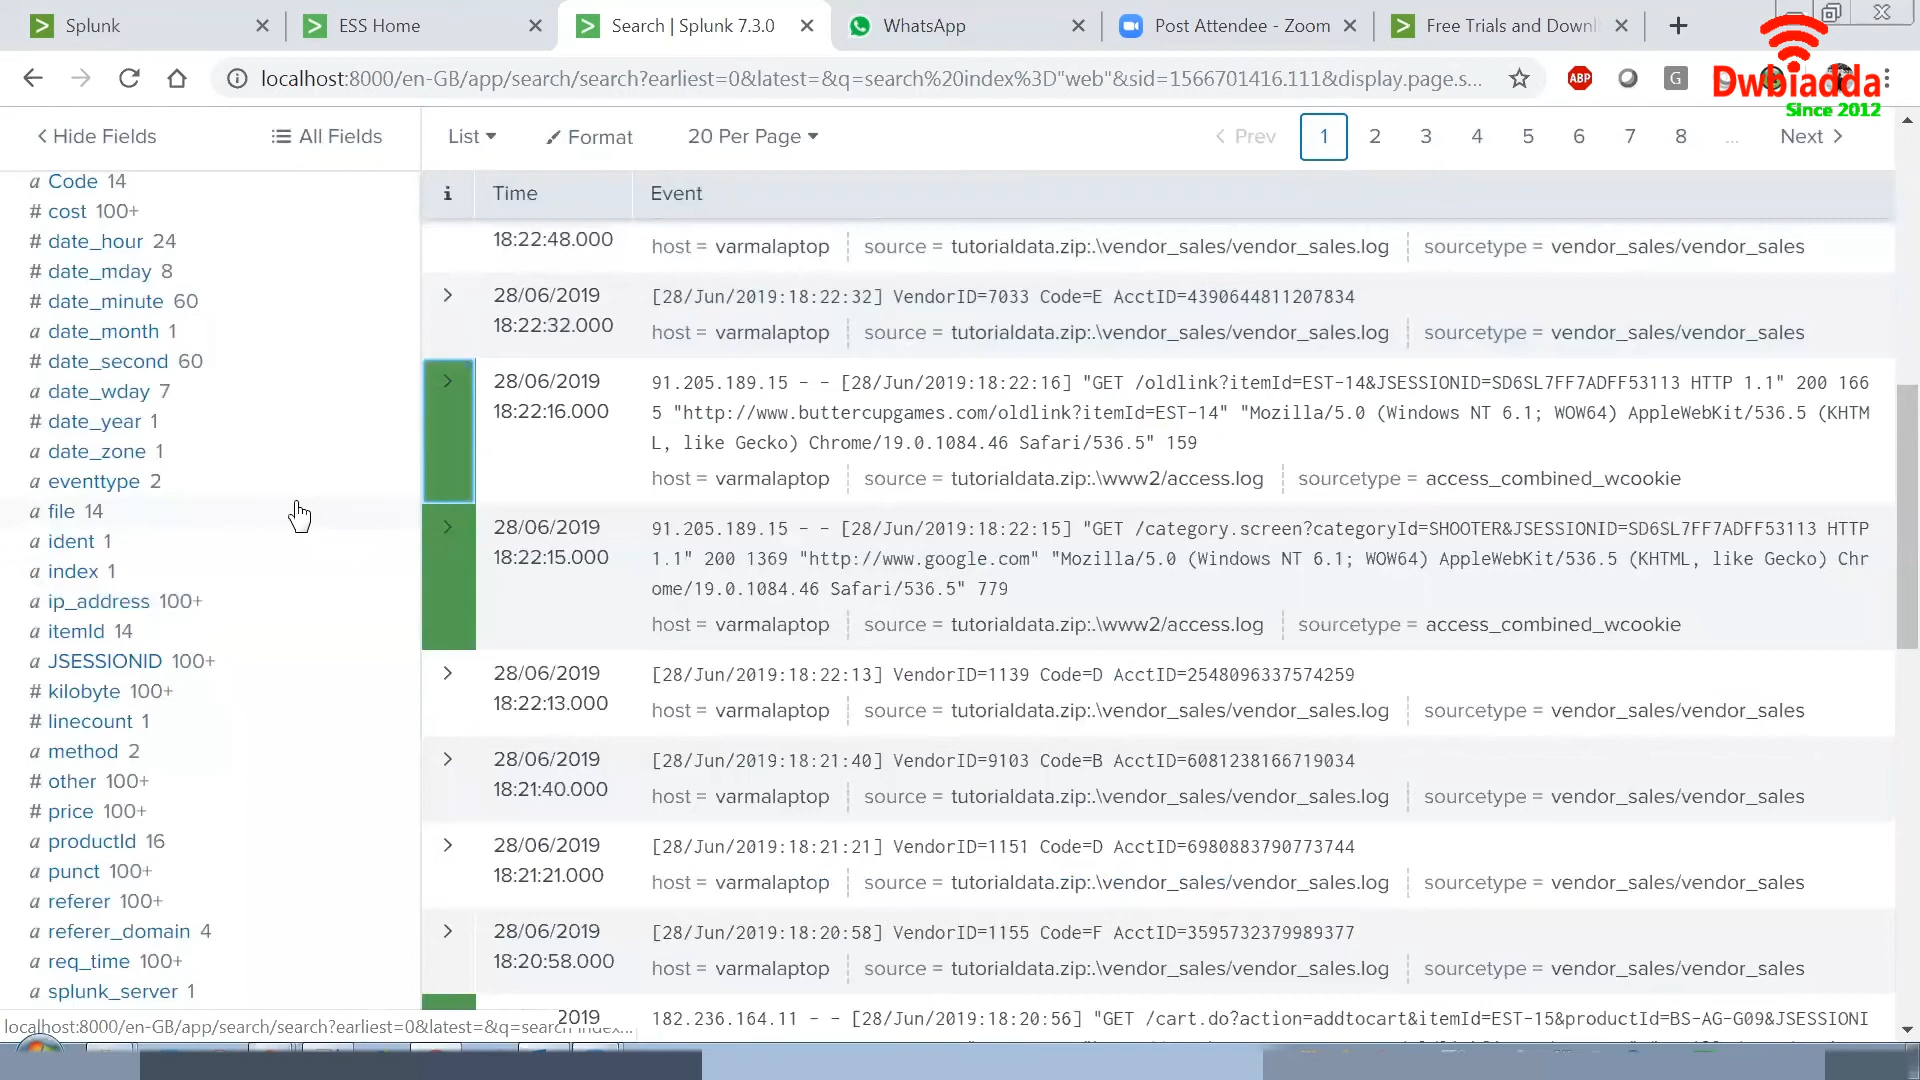 Splunk
ESS Home
Search | Splunk 7.3.0
WhatsApp
Post Attendee - Zoom
Free Trials and Downl
localhost:8000/en-GB/app/search/search?earliest=0&latest=&q=search%20index%3D"web"&sid=1566701416.111&display.page.s...
ABP
G
Dwbiadda
Since 2012
Hide Fields
All Fields
List
Format
20 Per Page
Prev 1 2 3 4 5 6 7 8 ... Next
a Code 14
# cost 100+
# date_hour 24
# date_mday 8
# date_minute 60
a date_month 1
# date_second 60
a date_wday 7
# date_year 1
a date_zone 1
a eventtype 2
a file 14
a ident 1
a index 1
a ip_address 100+
a itemId 14
a JSESSIONID 100+
# kilobyte 100+
# linecount 1
a method 2
# other 100+
# price 100+
a productId 16
a punct 100+
a referer 100+
a referer_domain 4
a req_time 100+
a splunk_server 1
i Time Event
18:22:48.000
host = varmalaptop source = tutorialdata.zip:.\vendor_sales/vendor_sales.log sourcetype = vendor_sales/vendor_sales
28/06/2019
18:22:32.000
[28/Jun/2019:18:22:32] VendorID=7033 Code=E AcctID=4390644811207834
host = varmalaptop source = tutorialdata.zip:.\vendor_sales/vendor_sales.log sourcetype = vendor_sales/vendor_sales
28/06/2019
18:22:16.000
91.205.189.15 - - [28/Jun/2019:18:22:16] "GET /oldlink?itemId=EST-14&JSESSIONID=SD6SL7FF7ADFF53113 HTTP 1.1" 200 166
5 "http://www.buttercupgames.com/oldlink?itemId=EST-14" "Mozilla/5.0 (Windows NT 6.1; WOW64) AppleWebKit/536.5 (KHTM
L, like Gecko) Chrome/19.0.1084.46 Safari/536.5" 159
host = varmalaptop source = tutorialdata.zip:.\www2/access.log sourcetype = access_combined_wcookie
28/06/2019
18:22:15.000
91.205.189.15 - - [28/Jun/2019:18:22:15] "GET /category.screen?categoryId=SHOOTER&JSESSIONID=SD6SL7FF7ADFF53113 HTTP
1.1" 200 1369 "http://www.google.com" "Mozilla/5.0 (Windows NT 6.1; WOW64) AppleWebKit/536.5 (KHTML, like Gecko) Chr
ome/19.0.1084.46 Safari/536.5" 779
host = varmalaptop source = tutorialdata.zip:.\www2/access.log sourcetype = access_combined_wcookie
28/06/2019
18:22:13.000
[28/Jun/2019:18:22:13] VendorID=1139 Code=D AcctID=2548096337574259
host = varmalaptop source = tutorialdata.zip:.\vendor_sales/vendor_sales.log sourcetype = vendor_sales/vendor_sales
28/06/2019
18:21:40.000
[28/Jun/2019:18:21:40] VendorID=9103 Code=B AcctID=6081238166719034
host = varmalaptop source = tutorialdata.zip:.\vendor_sales/vendor_sales.log sourcetype = vendor_sales/vendor_sales
28/06/2019
18:21:21.000
[28/Jun/2019:18:21:21] VendorID=1151 Code=D AcctID=6980883790773744
host = varmalaptop source = tutorialdata.zip:.\vendor_sales/vendor_sales.log sourcetype = vendor_sales/vendor_sales
28/06/2019
18:20:58.000
[28/Jun/2019:18:20:58] VendorID=1155 Code=F AcctID=3595732379989377
host = varmalaptop source = tutorialdata.zip:.\vendor_sales/vendor_sales.log sourcetype = vendor_sales/vendor_sales
2019
182.236.164.11 - - [28/Jun/2019:18:20:56] "GET /cart.do?action=addtocart&itemId=EST-15&productId=BS-AG-G09&JSESSIONI
localhost:8000/en-GB/app/search/search?earliest=0&latest=&q=search index...